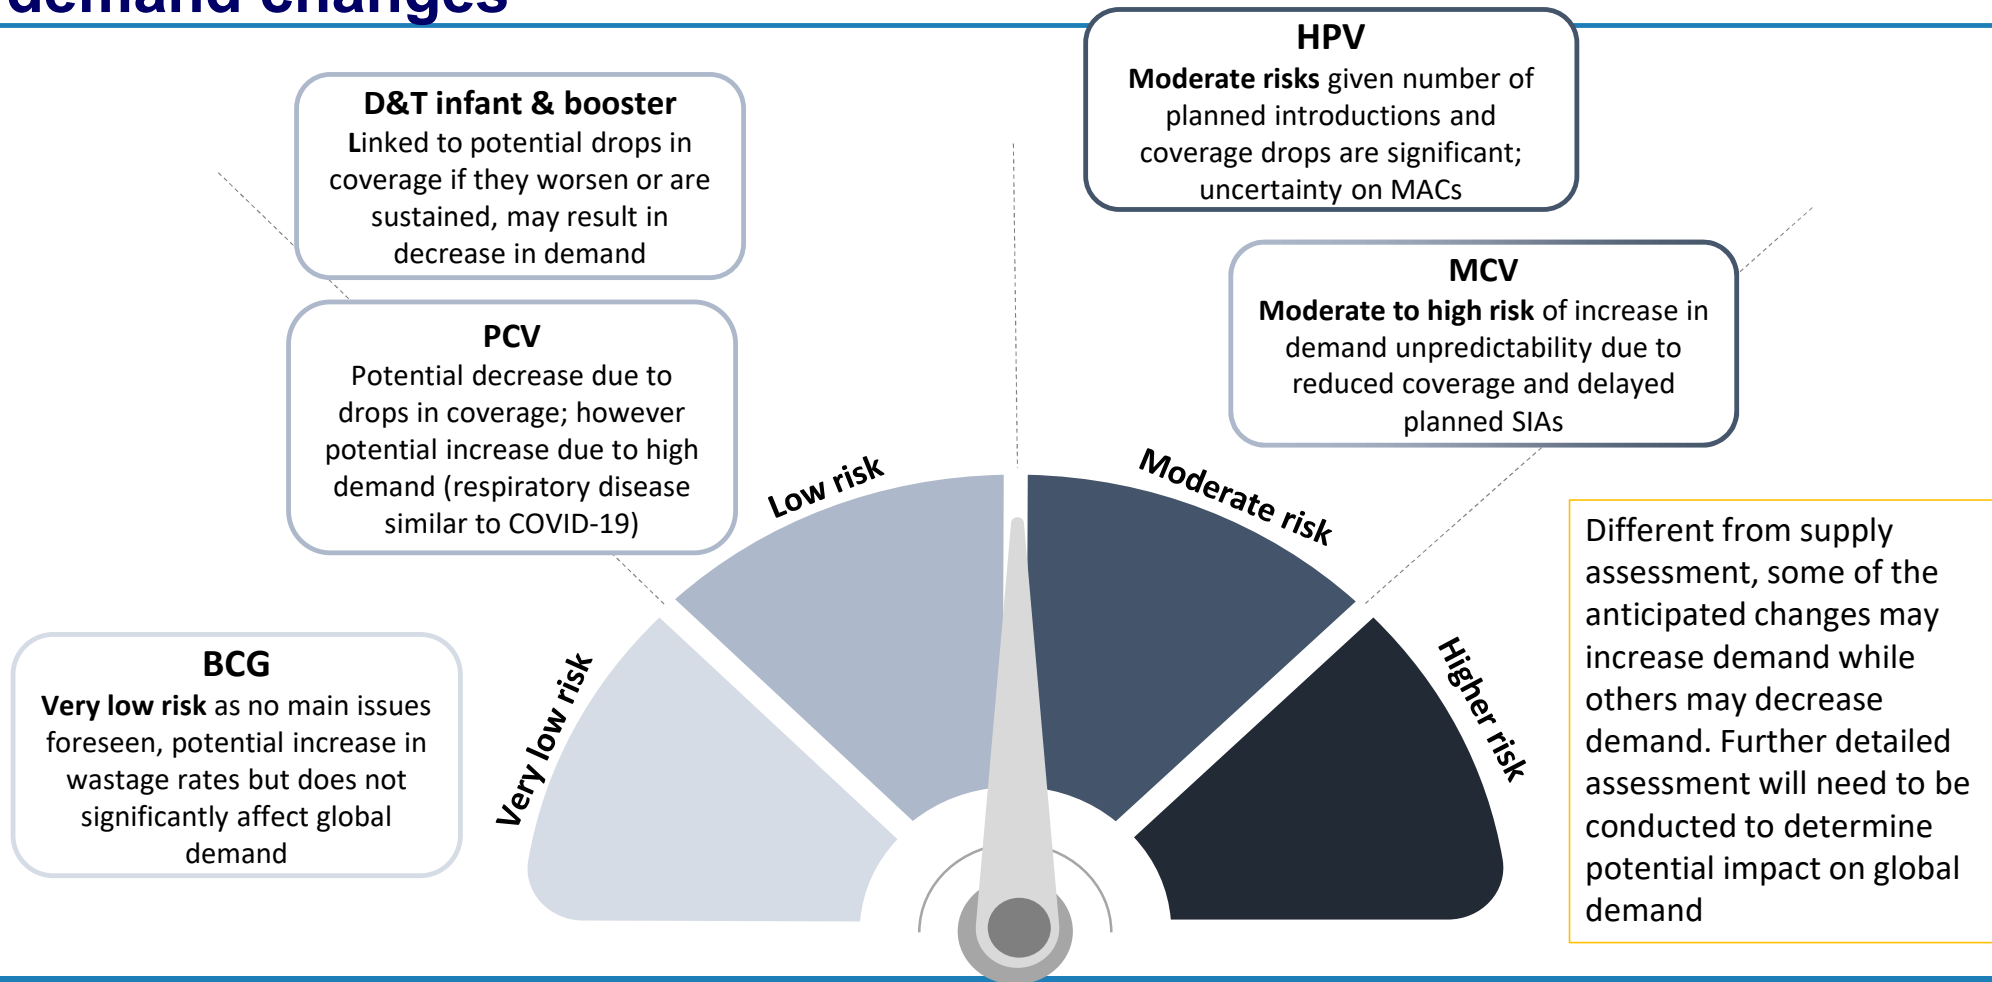 demand changes
D&T infant & booster
Linked to potential drops in
coverage if they worsen or are
sustained, may result in
decrease in demand
PCV
Potential decrease due to
drops in coverage; however
potential increase due to high
demand (respiratory disease
similar to COVID-19)
BCG
Very low risk as no main issues
foreseen, potential increase in
wastage rates but does not
significantly affect global
demand
HPV
Moderate risks given number of
planned introductions and
coverage drops are significant;
uncertainty on MACs
MCV
Moderate to high risk of increase in
demand unpredictability due to
reduced coverage and delayed
planned SIAs
Very low risk
Low risk
Moderate risk
Higher risk
Different from supply
assessment, some of the
anticipated changes may
increase demand while
others may decrease
demand. Further detailed
assessment will need to be
conducted to determine
potential impact on global
demand